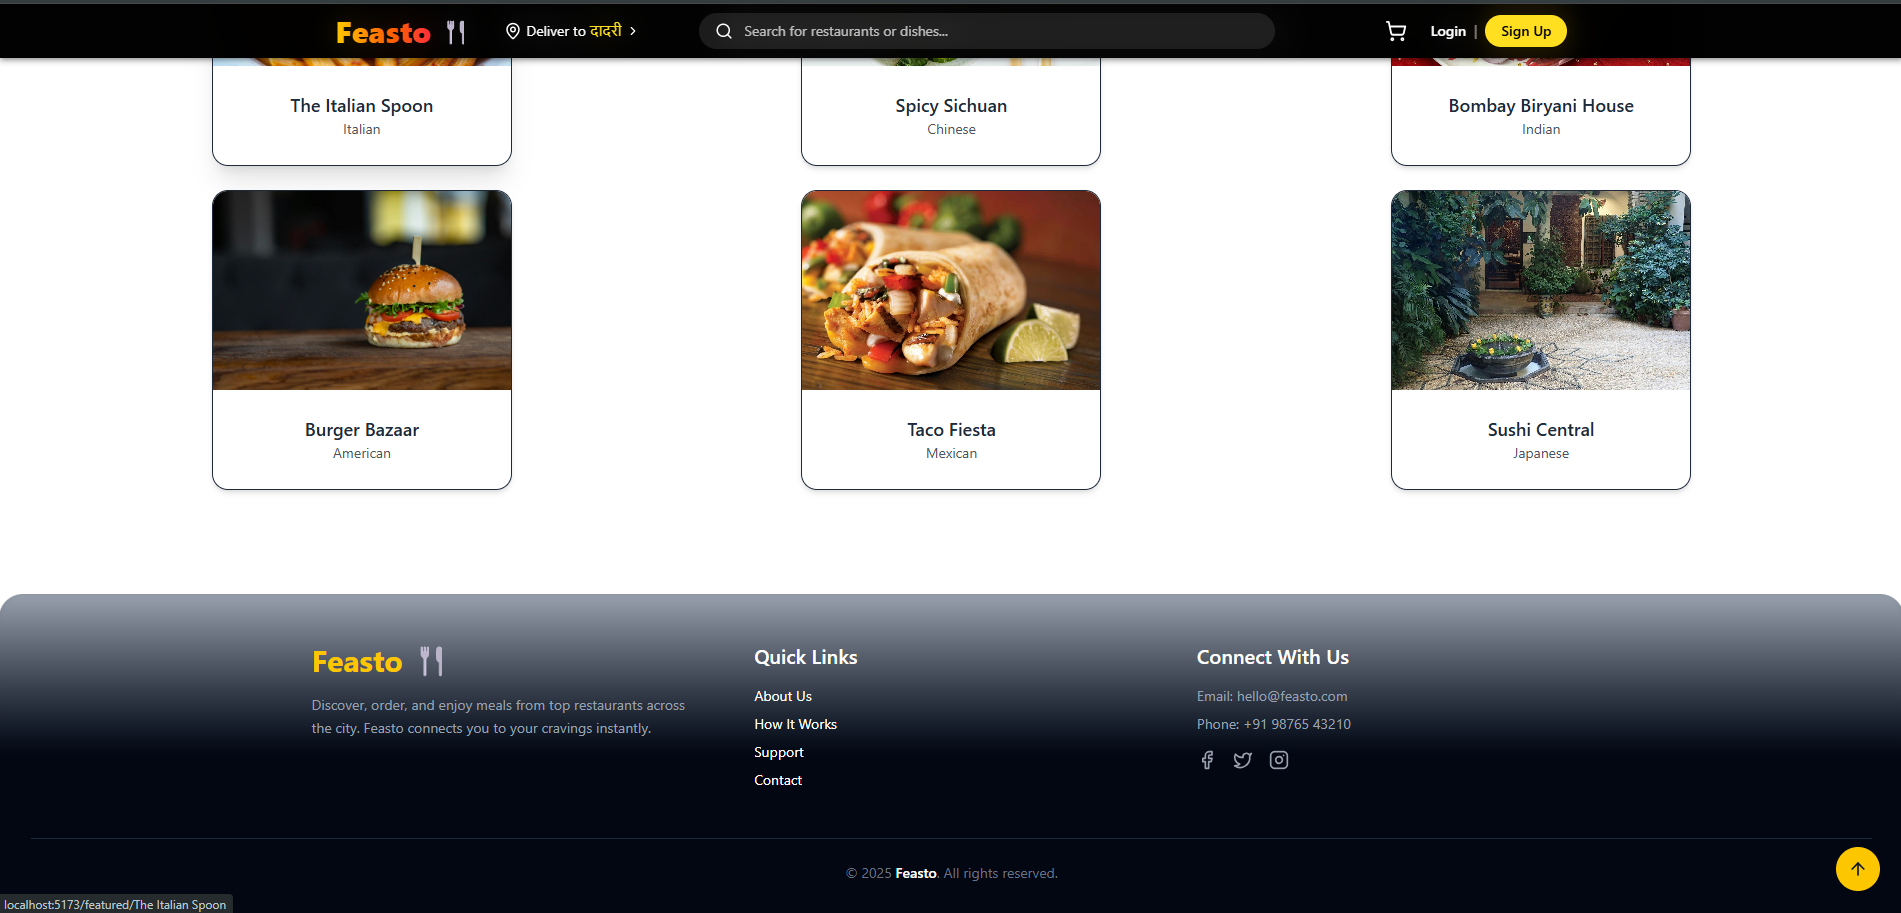 Feasto
Deliver to दादरी
Search for restaurants or dishes...
Login | Sign Up
The Italian Spoon
Italian
Spicy Sichuan
Chinese
Bombay Biryani House
Indian
Burger Bazaar
American
Taco Fiesta
Mexican
Sushi Central
Japanese
Feasto
Discover, order, and enjoy meals from top restaurants across
the city. Feasto connects you to your cravings instantly.
Quick Links
About Us
How It Works
Support
Contact
Connect With Us
Email: hello@feasto.com
Phone: +91 98765 43210
© 2025 Feasto. All rights reserved.
localhost:5173/featured/The Italian Spoon